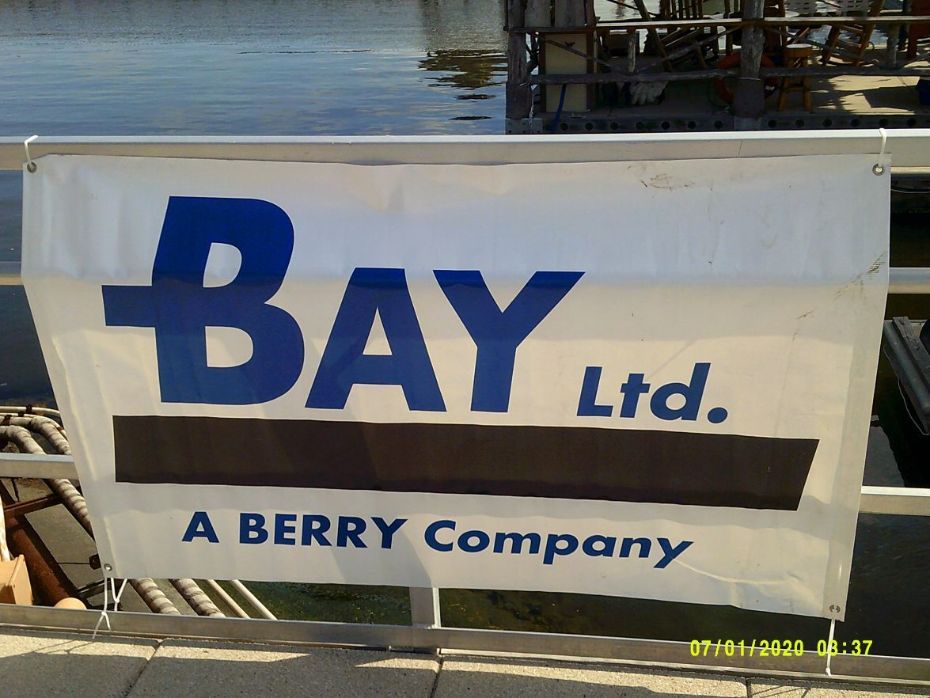 BAY Ltd.
A BERRY Company
07/01/2020 03:37